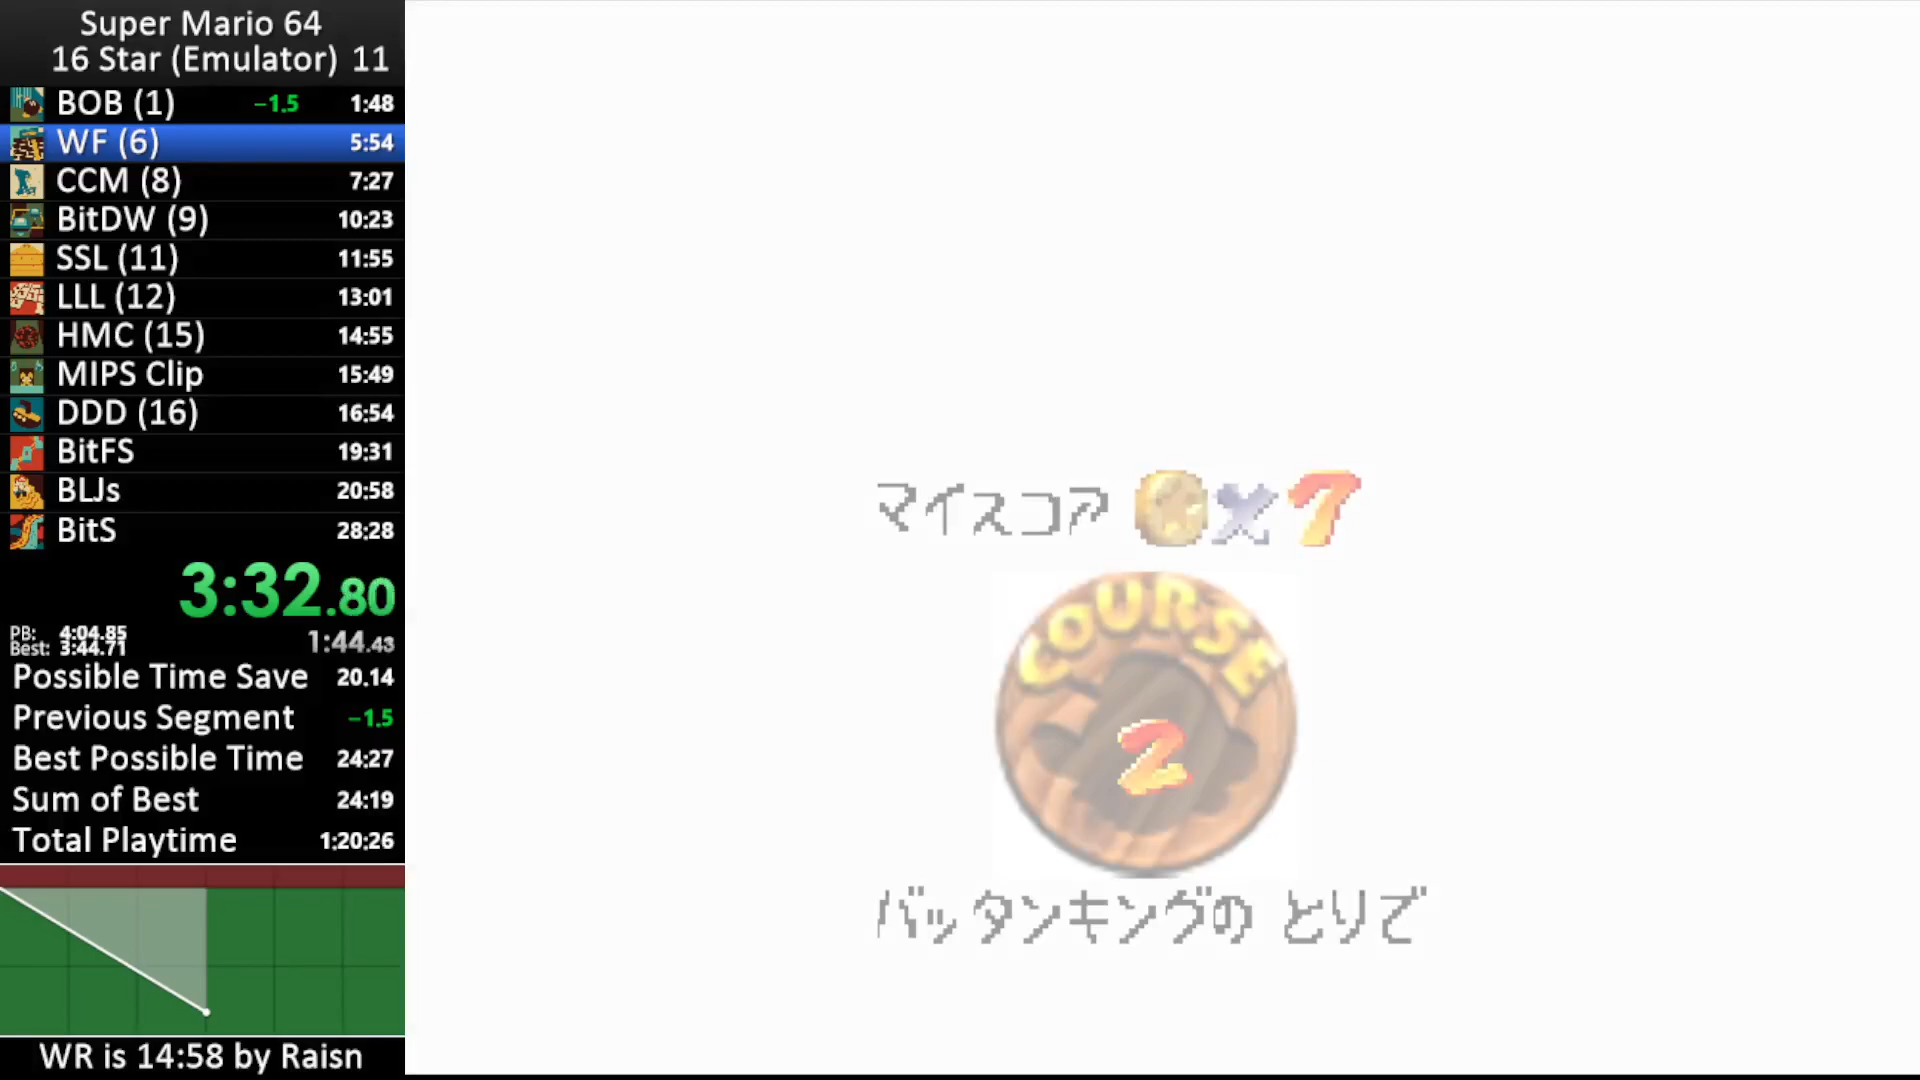 Super Mario 64
16 Star (Emulator) 11
BOB (1) −1.5 1:48
WF (6) 5:54
CCM (8) 7:27
BitDW (9) 10:23
SSL (11) 11:55
LLL (12) 13:01
HMC (15) 14:55
MIPS Clip 15:49
DDD (16) 16:54
BitFS 19:31
BLJs 20:58
BitS 28:28
3:32.80
PB: 4:04.85
Best: 3:44.71
1:44.43
Possible Time Save 20.14
Previous Segment −1.5
Best Possible Time 24:27
Sum of Best 24:19
Total Playtime 1:20:26
WR is 14:58 by Raisn
マイスコア ×7
COURSE
2
バッタンキングの とりで